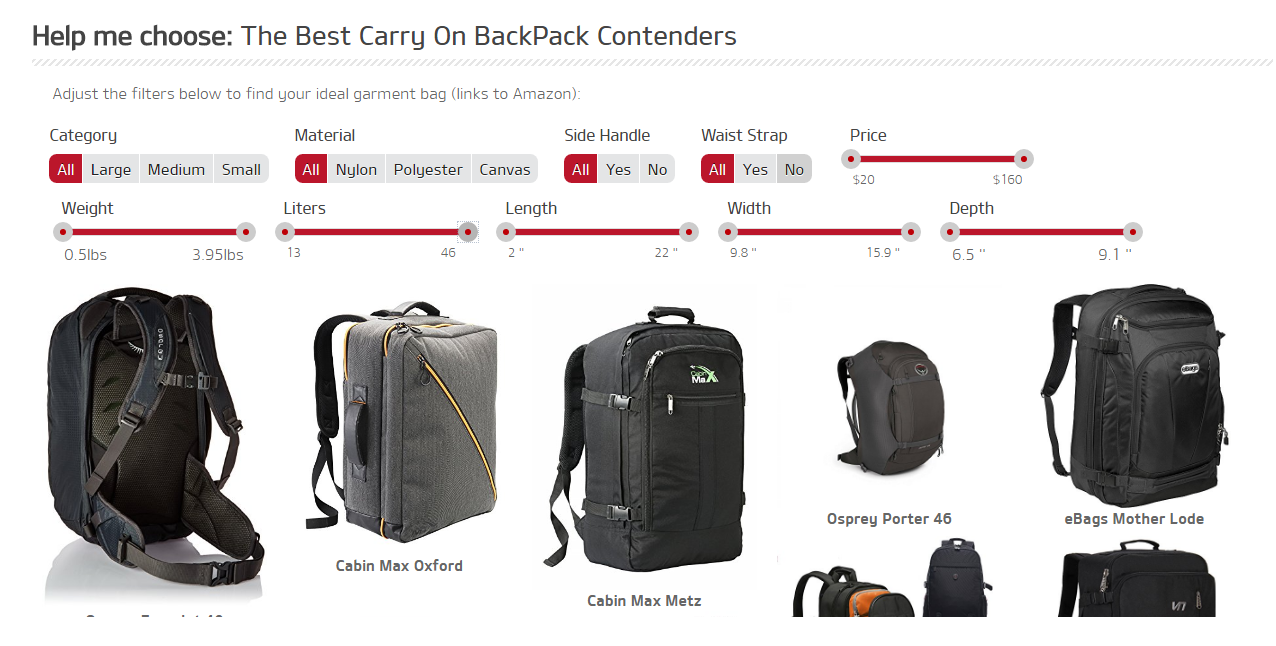 Help me choose: The Best Carry On BackPack Contenders
Adjust the filters below to find your ideal garment bag (links to Amazon):
Category Material Side Handle Waist Strap Price
All Large Medium Small All Nylon Polyester Canvas All Yes No All Yes No
$20 $160
Weight Liters Length Width Depth
0.5lbs 3.95lbs 13 46 2 " 22 " 9.8 " 15.9 " 6.5 " 9.1 "
OSPREY
Cabin
Max
eBags
Osprey Porter 46 eBags Mother Lode
Cabin Max Oxford
Cabin Max Metz